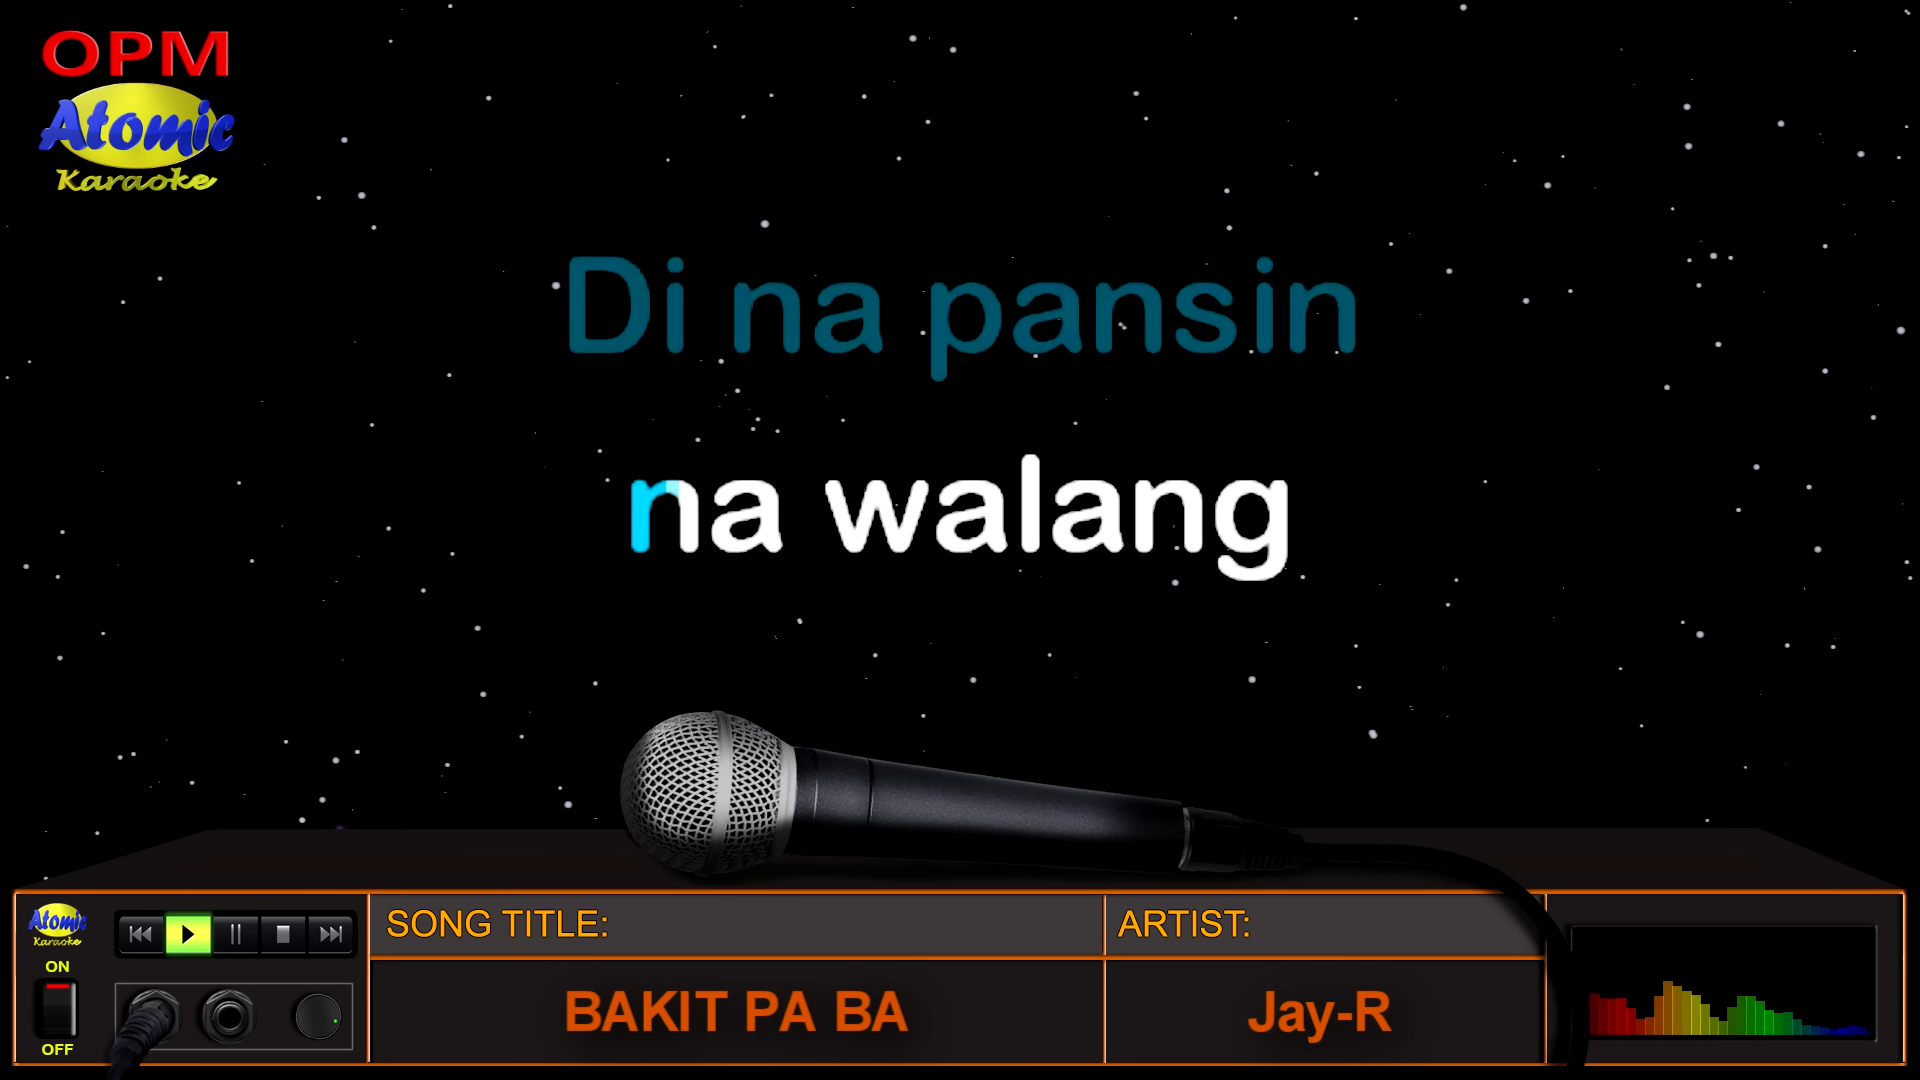 OPM
Atomic
Karaoke
Di na pansin
na walang
Atomic
Karaoke
ON
OFF
SONG TITLE:
ARTIST:
BAKIT PA BA
Jay-R